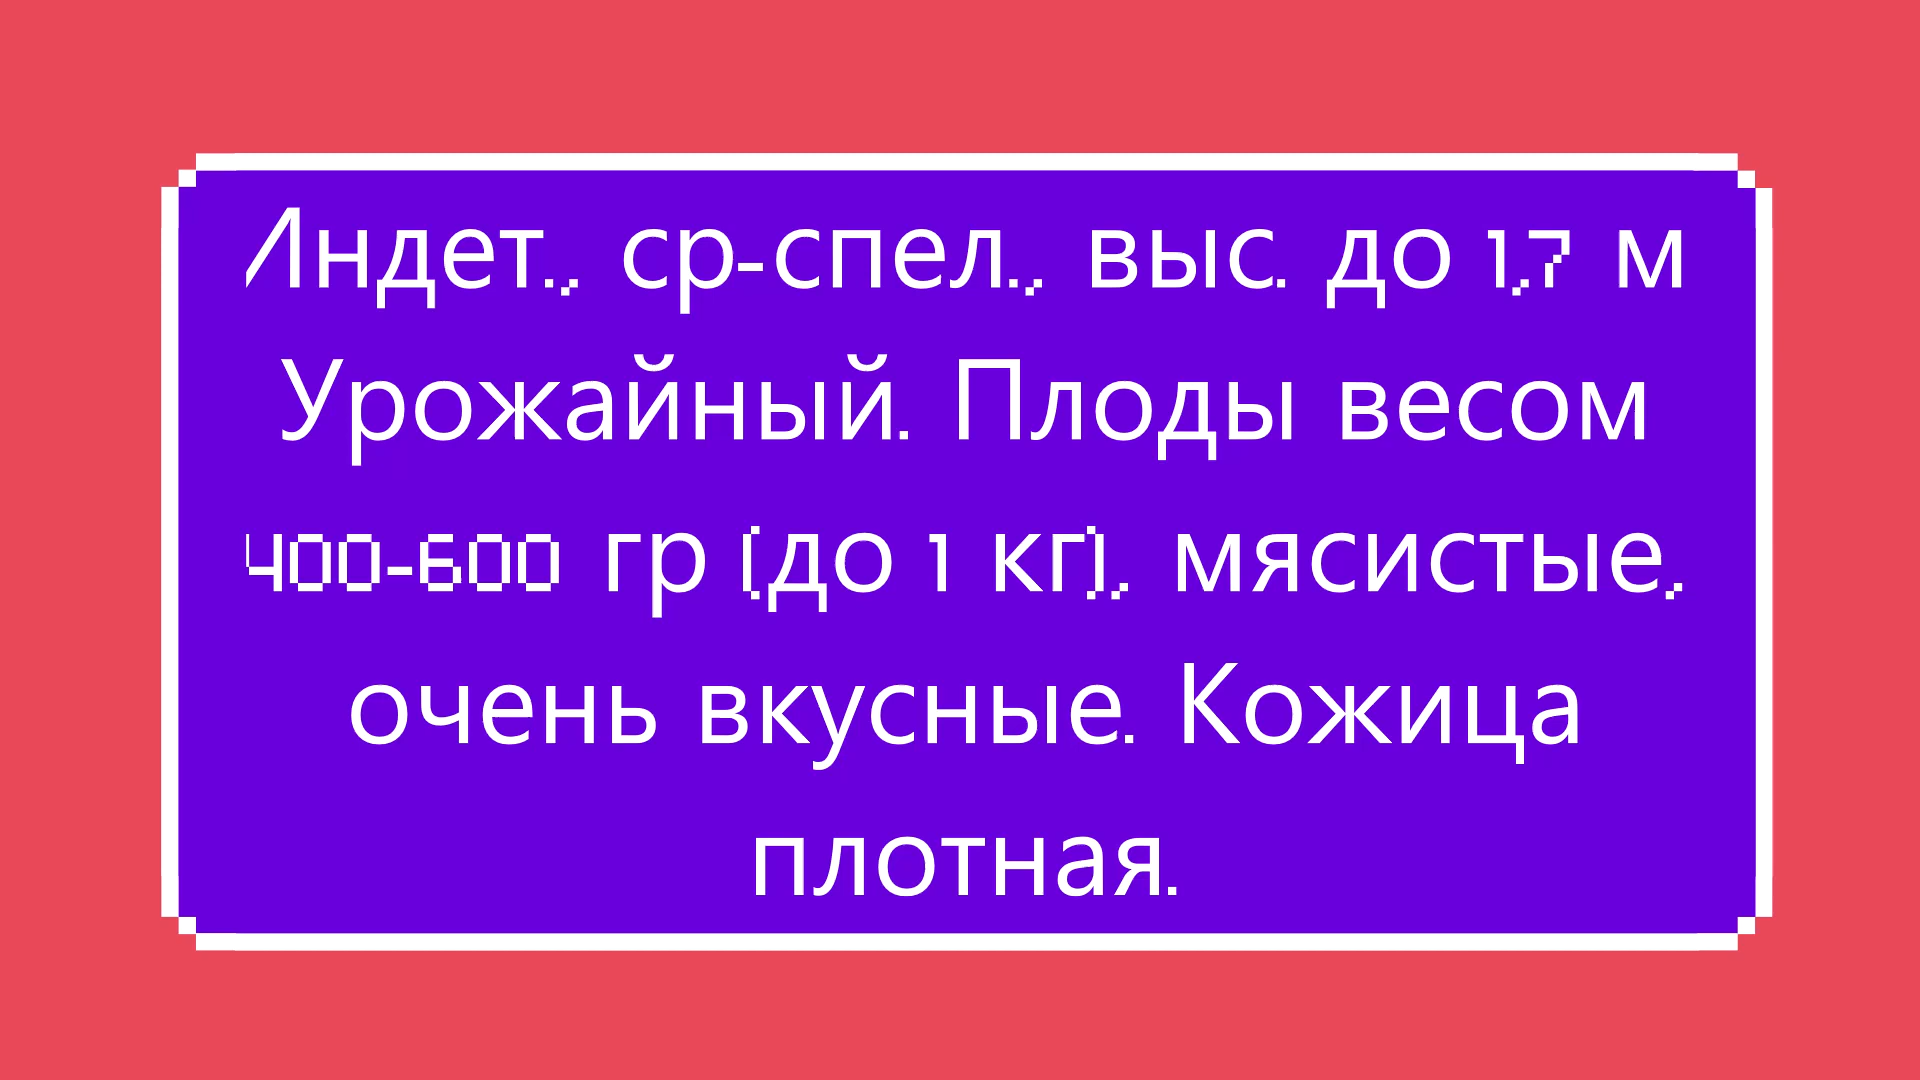 Индет., ср-спел., выс. до 1,7 м
Урожайный. Плоды весом
400-600 гр (до 1 кг), мясистые,
очень вкусные. Кожица
плотная.